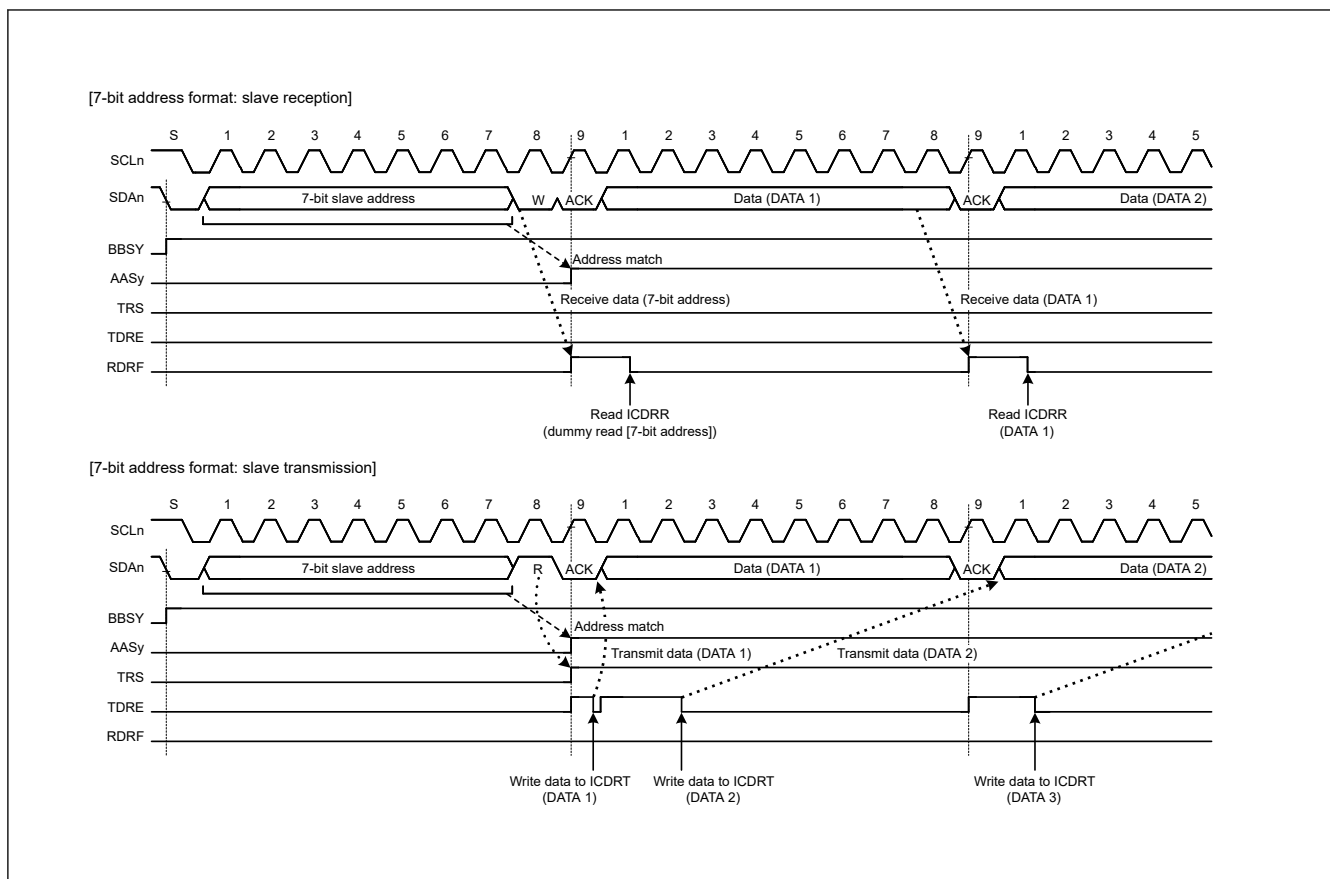 [7-bit address format: slave reception]
S 1 2 3 4 5 6 7 8 9 1 2 3 4 5 6 7 8 9 1 2 3 4 5
SCLn
SDAn 7-bit slave address W ACK Data (DATA 1) ACK Data (DATA 2)
BBSY
Address match
AASy
Receive data (7-bit address) Receive data (DATA 1)
TRS
TDRE
RDRF
Read ICDRR Read ICDRR
(dummy read [7-bit address]) (DATA 1)
[7-bit address format: slave transmission]
S 1 2 3 4 5 6 7 8 9 1 2 3 4 5 6 7 8 9 1 2 3 4 5
SCLn
SDAn 7-bit slave address R ACK Data (DATA 1) ACK Data (DATA 2)
BBSY
Address match
AASy
Transmit data (DATA 1) Transmit data (DATA 2)
TRS
TDRE
RDRF
Write data to ICDRT Write data to ICDRT Write data to ICDRT
(DATA 1) (DATA 2) (DATA 3)